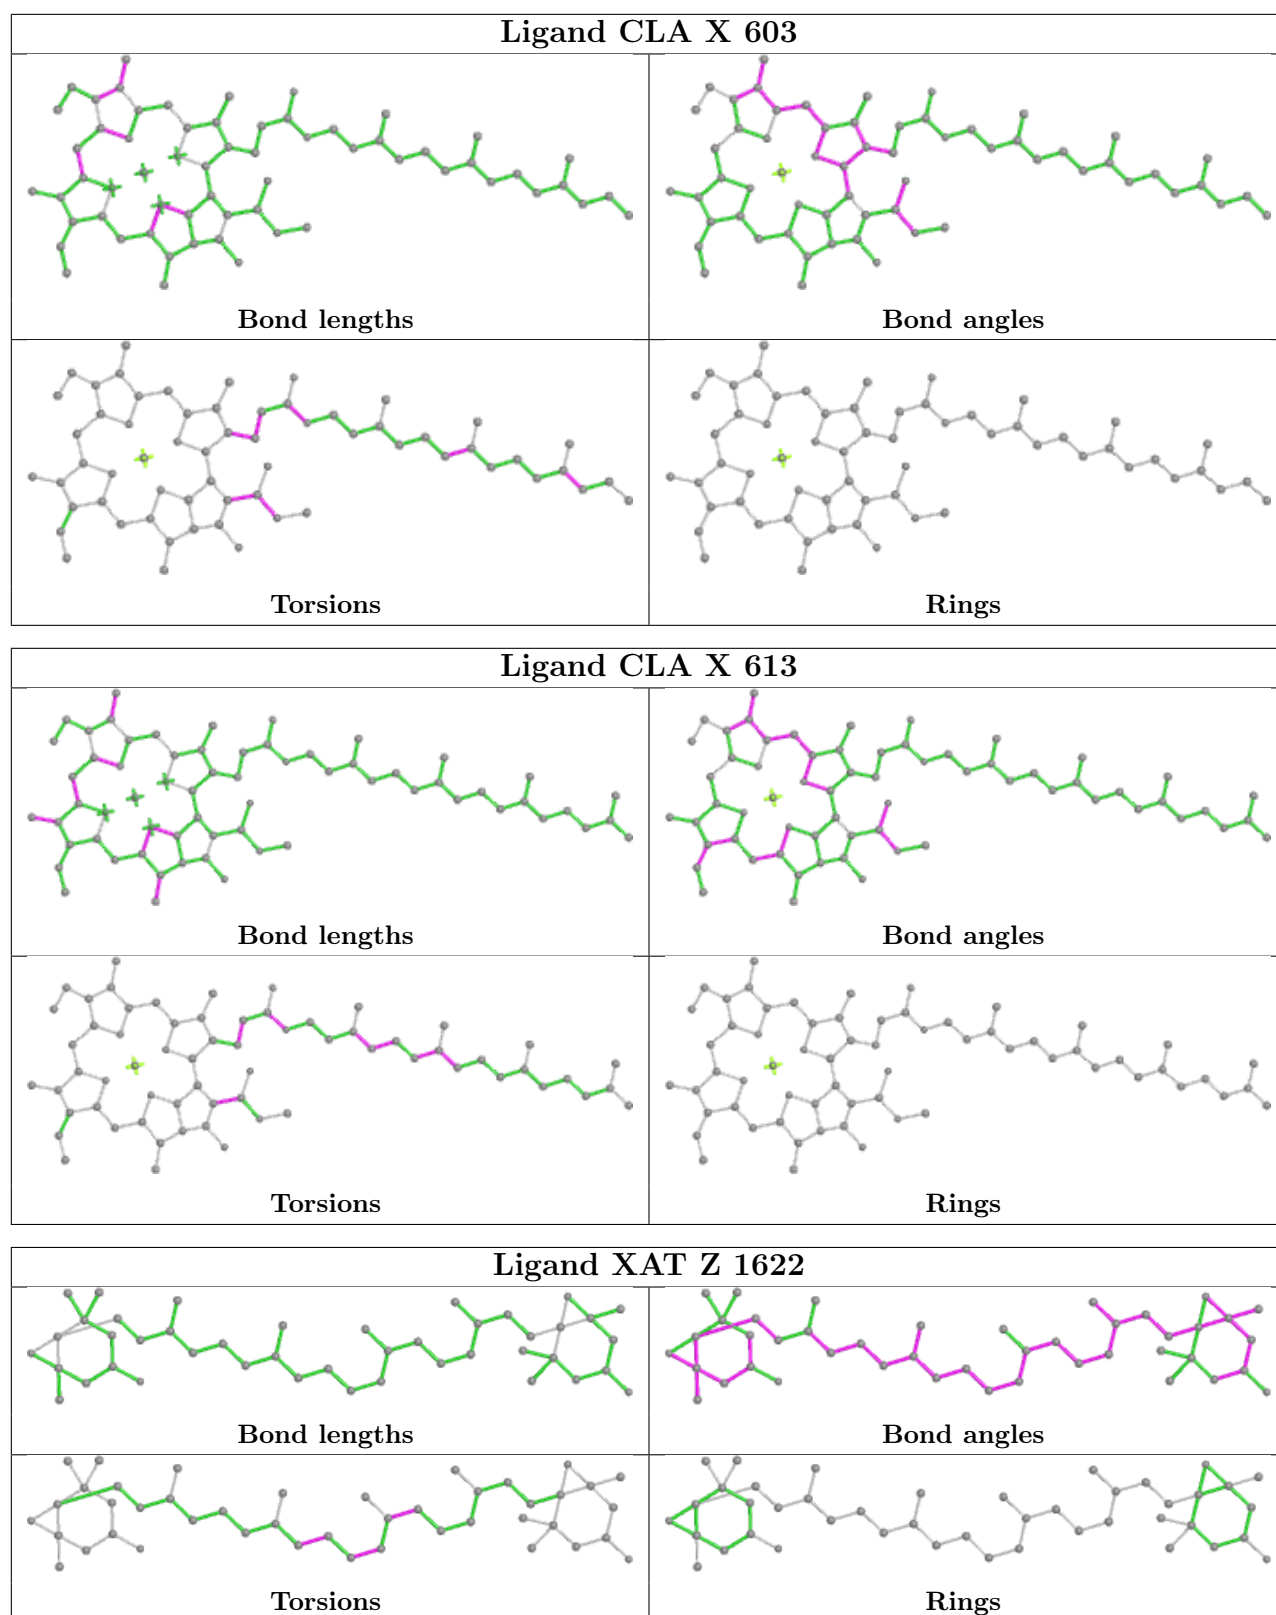 Ligand CLA X 603
Bond lengths
Bond angles
Torsions
Rings
Ligand CLA X 613
Bond lengths
Bond angles
Torsions
Rings
Ligand XAT Z 1622
Bond lengths
Bond angles
Torsions
Rings